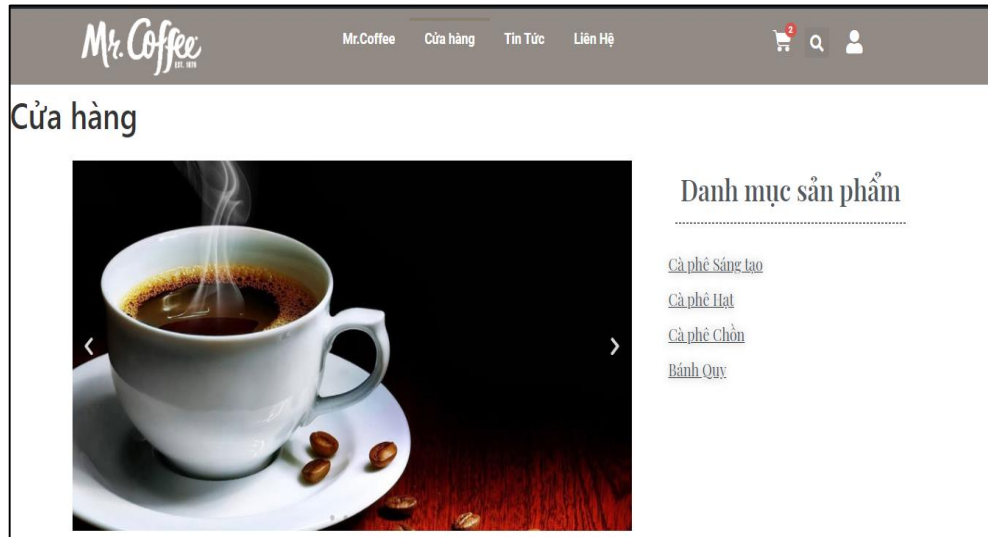 Mr. Coffee
EST. 1970
Mr.Coffee
Cửa hàng
Tin Tức
Liên Hệ
2
Cửa hàng
Danh mục sản phẩm
Cà phê Sáng tạo
Cà phê Hạt
Cà phê Chồn
Bánh Quy